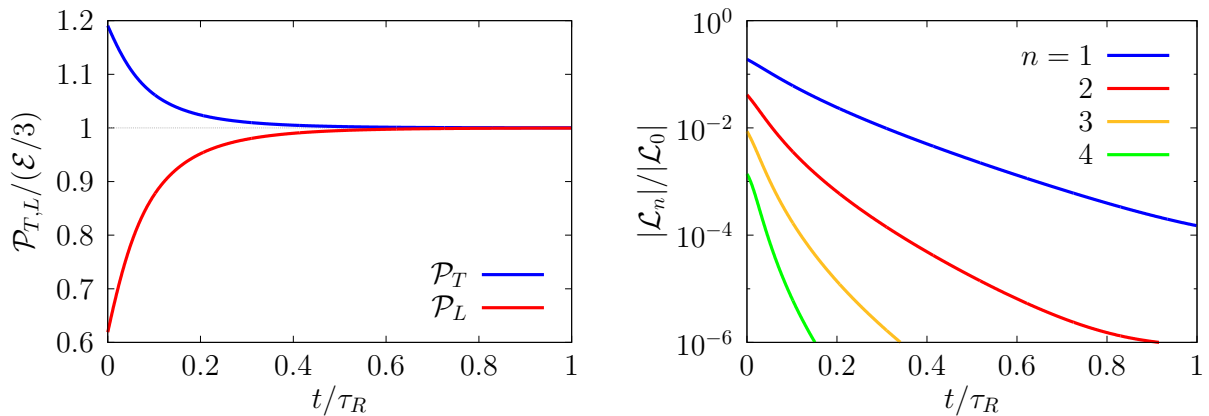 1.2
1.1
1
0.9
0.8
0.7
0.6
𝒫_{T,L}/(ℰ/3)
𝒫_T
𝒫_L
0 0.2 0.4 0.6 0.8 1
t/τ_R
10^0
10^{-2}
10^{-4}
10^{-6}
|ℒ_n|/|ℒ_0|
n = 1
2
3
4
0 0.2 0.4 0.6 0.8 1
t/τ_R